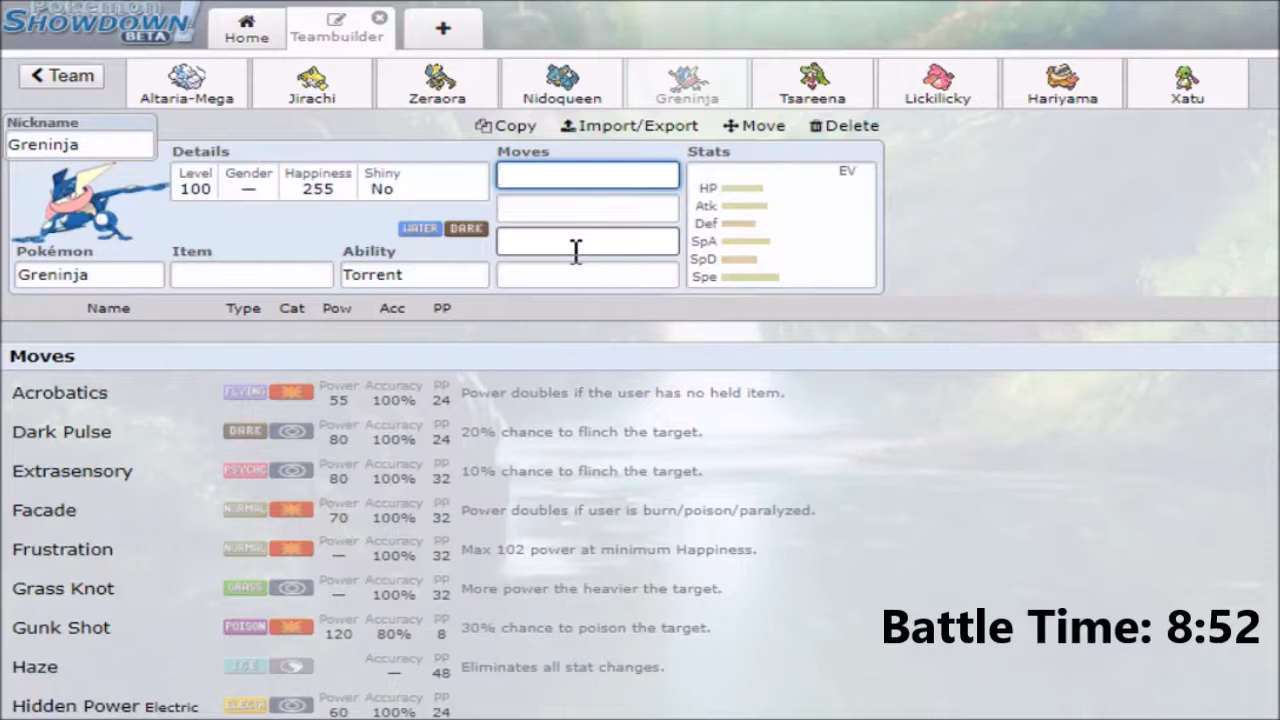 Pokémon
SHOWDOWN!
BETA
Home
Teambuilder
+
< Team
Altaria-Mega
Jirachi
Zeraora
Nidoqueen
Greninja
Tsareena
Lickilicky
Hariyama
Xatu
Nickname
Greninja
Copy Import/Export Move Delete
Details
Moves
Stats
Level Gender Happiness Shiny
100 — 255 No
EV
HP
Atk
Def
SpA
SpD
Spe
WATER DARK
Pokémon Item Ability
Greninja Torrent
Name Type Cat Pow Acc PP
Moves
Acrobatics FLYING Power 55 Accuracy 100% PP 24 Power doubles if the user has no held item.
Dark Pulse DARK Power 80 Accuracy 100% PP 24 20% chance to flinch the target.
Extrasensory PSYCHC Power 80 Accuracy 100% PP 32 10% chance to flinch the target.
Facade NORMAL Power 70 Accuracy 100% PP 32 Power doubles if user is burn/poison/paralyzed.
Frustration NORMAL Power — Accuracy 100% PP 32 Max 102 power at minimum Happiness.
Grass Knot GRASS Power — Accuracy 100% PP 32 More power the heavier the target.
Gunk Shot POISON Power 120 Accuracy 80% PP 8 30% chance to poison the target.
Haze ICE Accuracy — PP 48 Eliminates all stat changes.
Hidden Power Electric ELECTR Power 60 Accuracy 100% PP 24
Battle Time: 8:52